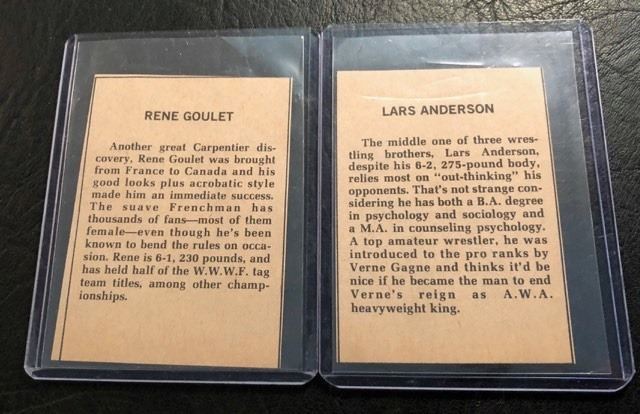 RENE GOULET
Another great Carpentier dis-
covery, Rene Goulet was brought
from France to Canada and his
good looks plus acrobatic style
made him an immediate success.
The suave Frenchman has
thousands of fans—most of them
female—even though he's been
known to bend the rules on occa-
sion. Rene is 6-1, 230 pounds, and
has held half of the W.W.W.F. tag
team titles, among other champ-
ionships.
LARS ANDERSON
The middle one of three wres-
tling brothers, Lars Anderson,
despite his 6-2, 275-pound body,
relies most on "out-thinking" his
opponents. That's not strange con-
sidering he has both a B.A. degree
in psychology and sociology and
a M.A. in counseling psychology.
A top amateur wrestler, he was
introduced to the pro ranks by
Verne Gagne and thinks it'd be
nice if he became the man to end
Verne's reign as A.W.A.
heavyweight king.